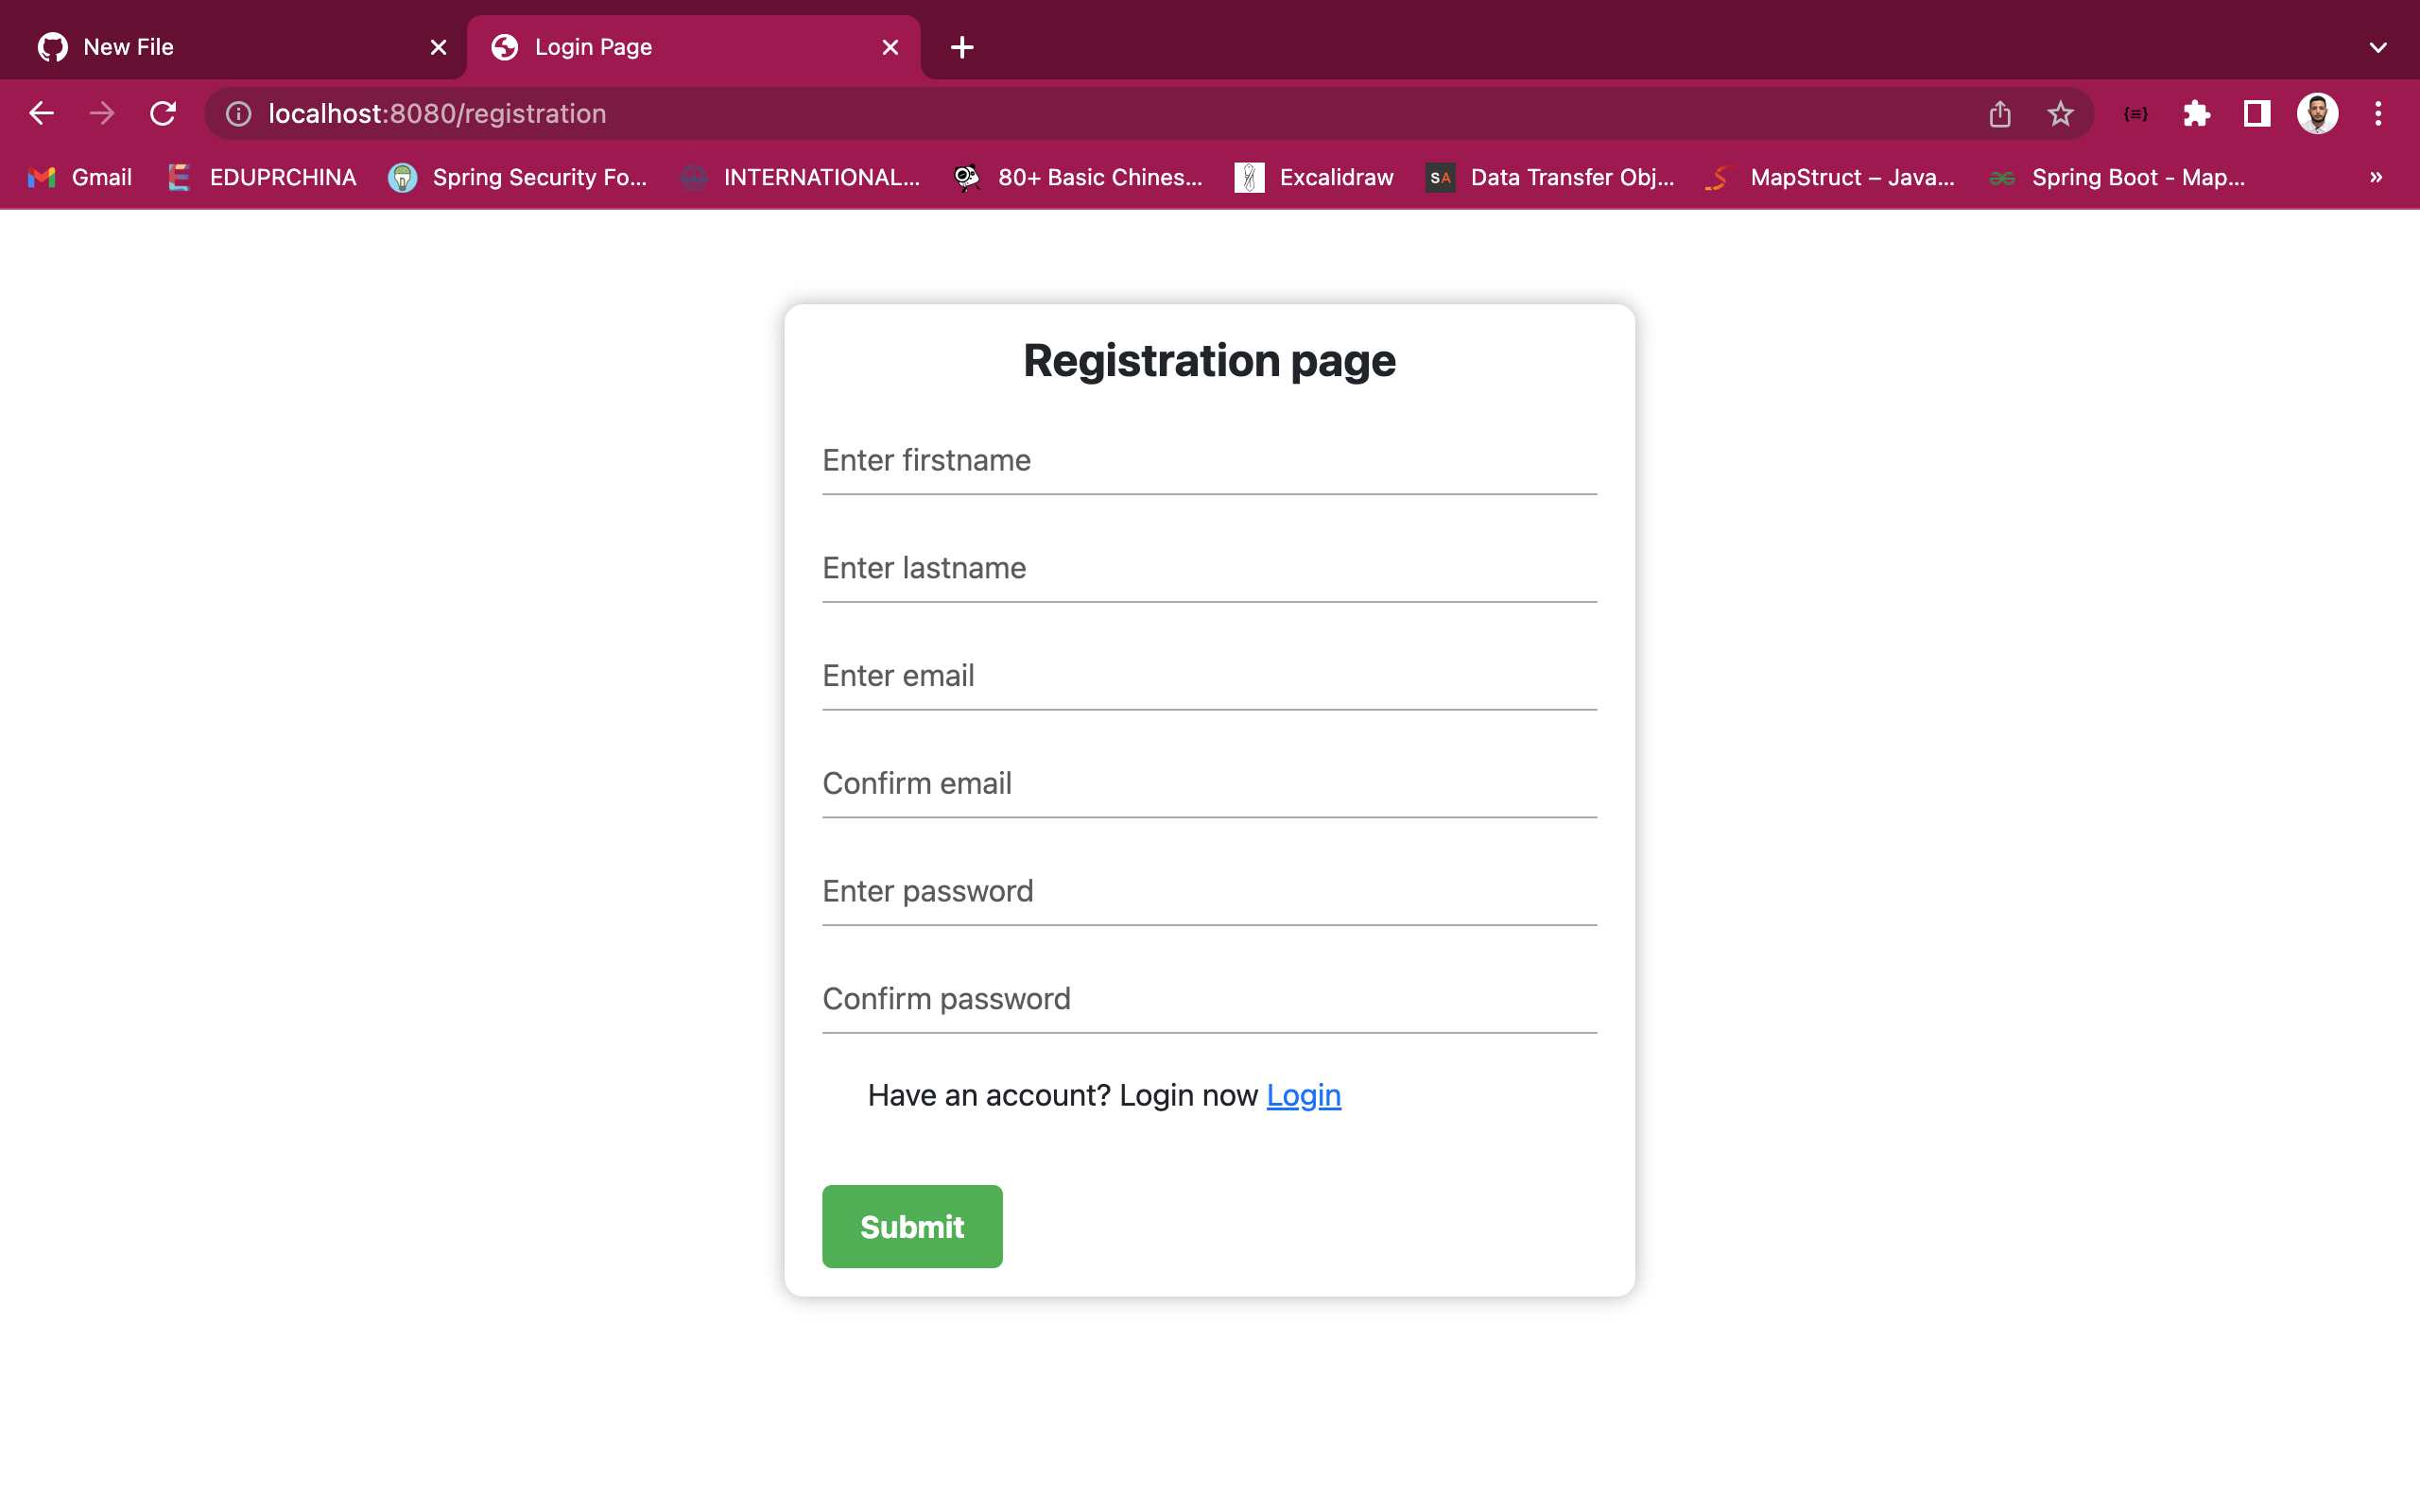 New File
Login Page
localhost:8080/registration
Gmail
EDUPRCHINA
Spring Security Fo...
INTERNATIONAL...
80+ Basic Chines...
Excalidraw
SA
Data Transfer Obj...
MapStruct – Java...
Spring Boot - Map...
»
Registration page
Enter firstname
Enter lastname
Enter email
Confirm email
Enter password
Confirm password
Have an account? Login now Login
Submit